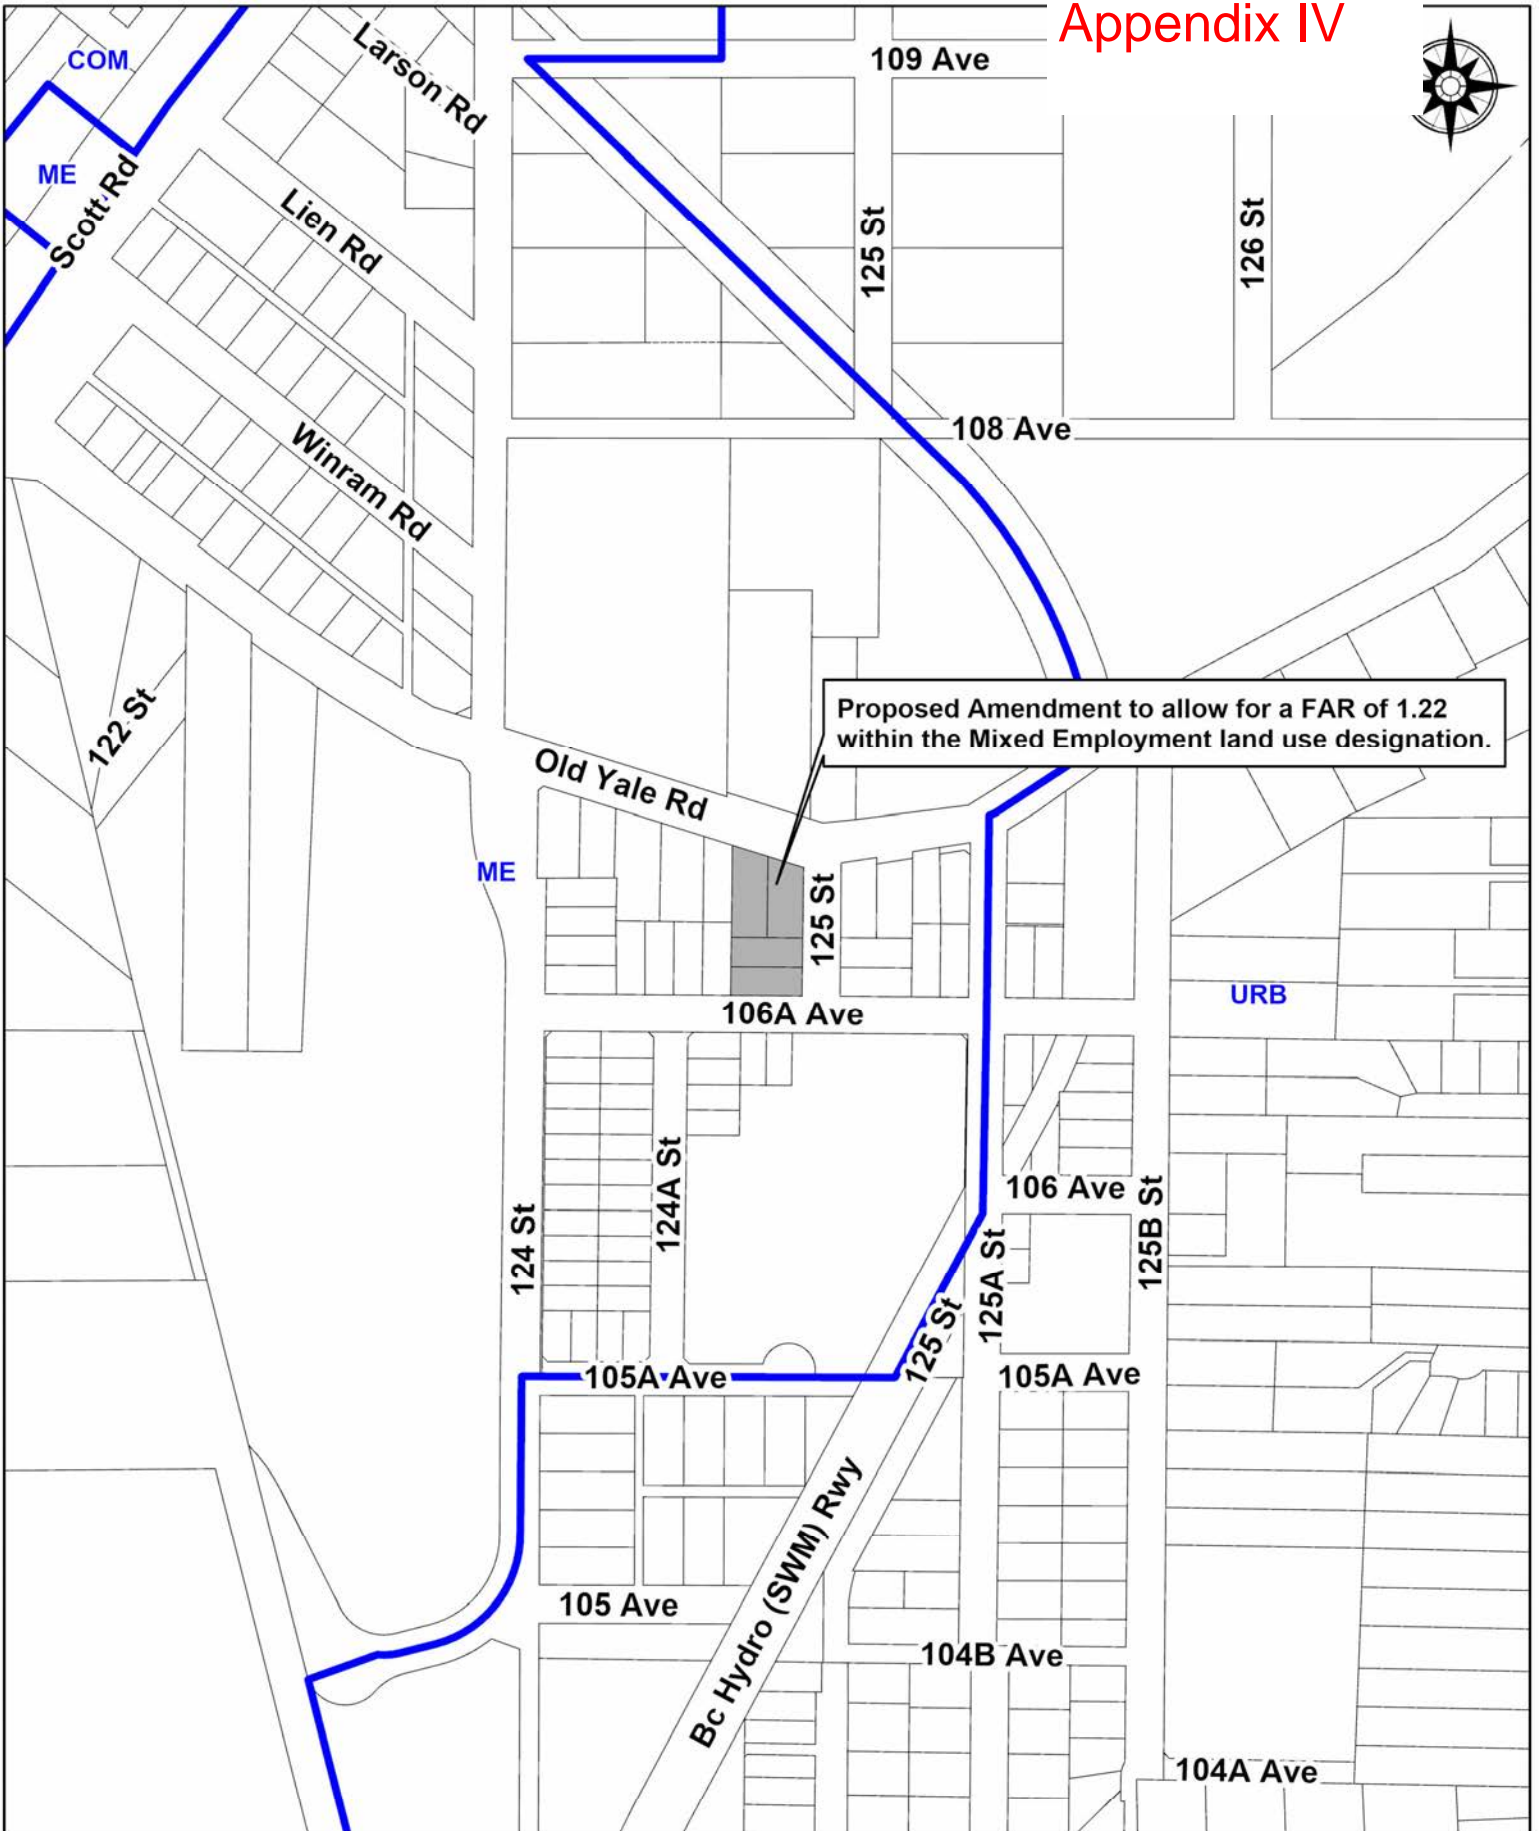 Appendix IV
COM
Larson Rd
109 Ave
ME
Scott Rd
Lien Rd
125 St
126 St
108 Ave
Winram Rd
122 St
Proposed Amendment to allow for a FAR of 1.22
within the Mixed Employment land use designation.
Old Yale Rd
ME
125 St
106A Ave
URB
124A St
106 Ave
124 St
125B St
125A St
125 St
105A Ave
105A Ave
Bc Hydro (SWM) Rwy
105 Ave
104B Ave
104A Ave